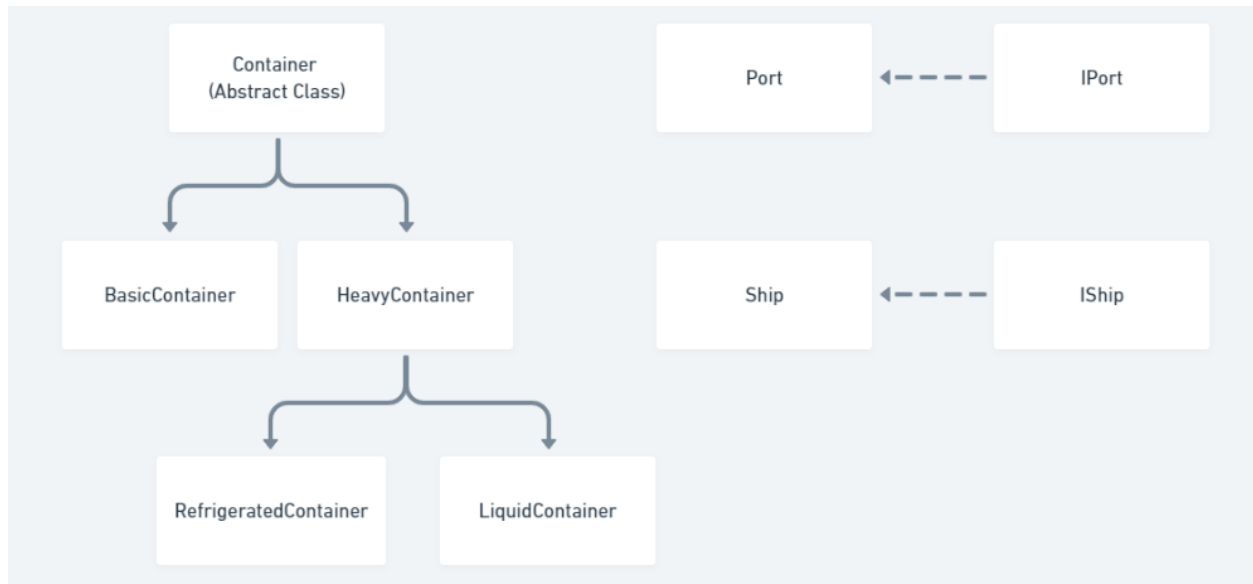 Container
(Abstract Class)
Port
IPort
BasicContainer
HeavyContainer
Ship
IShip
RefrigeratedContainer
LiquidContainer